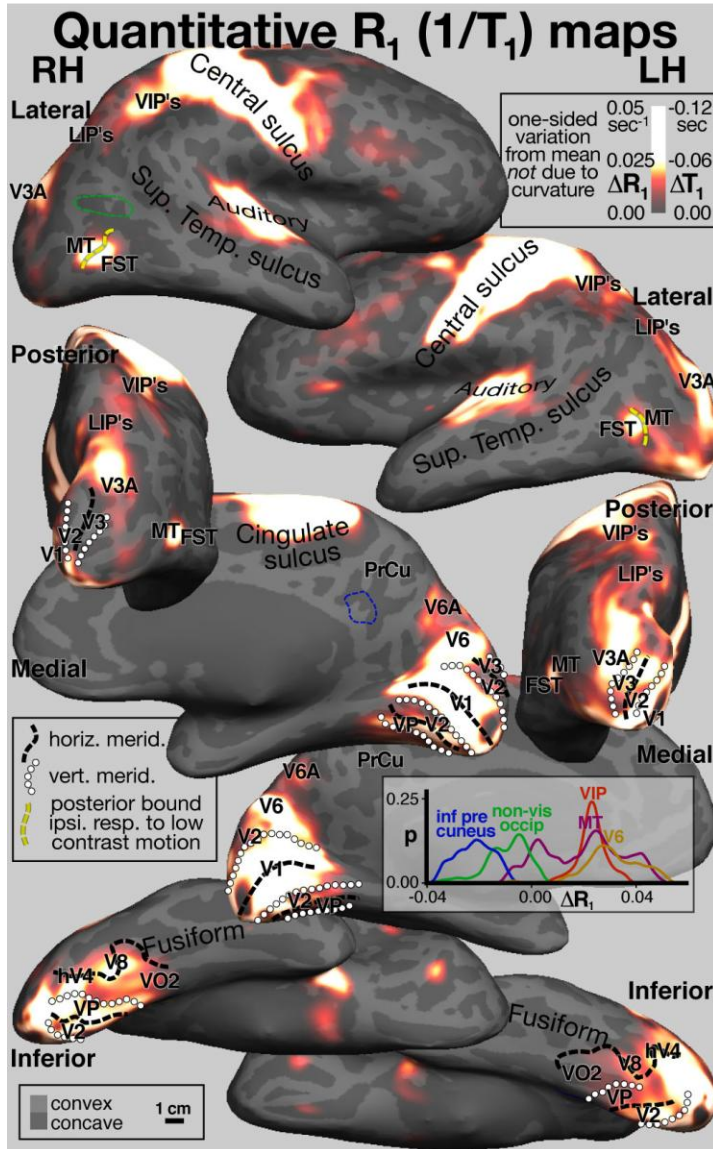 Quantitative R1 (1/T1) maps
RH
LH
Lateral
VIP's
Central sulcus
LIP's
V3A
Auditory
Sup. Temp. sulcus
MT
FST
one-sided
variation
from mean
not due to
curvature
0.05
sec-1
0.025
ΔR1
0.00
-0.12
sec
-0.06
ΔT1
0.00
Central sulcus
VIP's
Lateral
LIP's
V3A
Auditory
Sup. Temp. sulcus
FST
MT
Posterior
VIP's
LIP's
V3A
V3
V2
V1
MT
FST
Cingulate
sulcus
PrCu
V6A
V6
V3
V2
V1
V2
VP
Medial
Posterior
VIP's
LIP's
V3A
V3
V2
V1
MT
FST
Medial
horiz. merid.
vert. merid.
posterior bound
ipsi. resp. to low
contrast motion
V6A
PrCu
V6
V2
V1
V2
VP
0.25
p
0.00
-0.04
0.00
0.04
ΔR1
inf pre
cuneus
non-vis
occip
VIP
MT
V6
Fusiform
V8
hV4
VO2
VP
V2
Inferior
Inferior
Fusiform
hV4
V8
VO2
VP
V2
convex
concave
1 cm